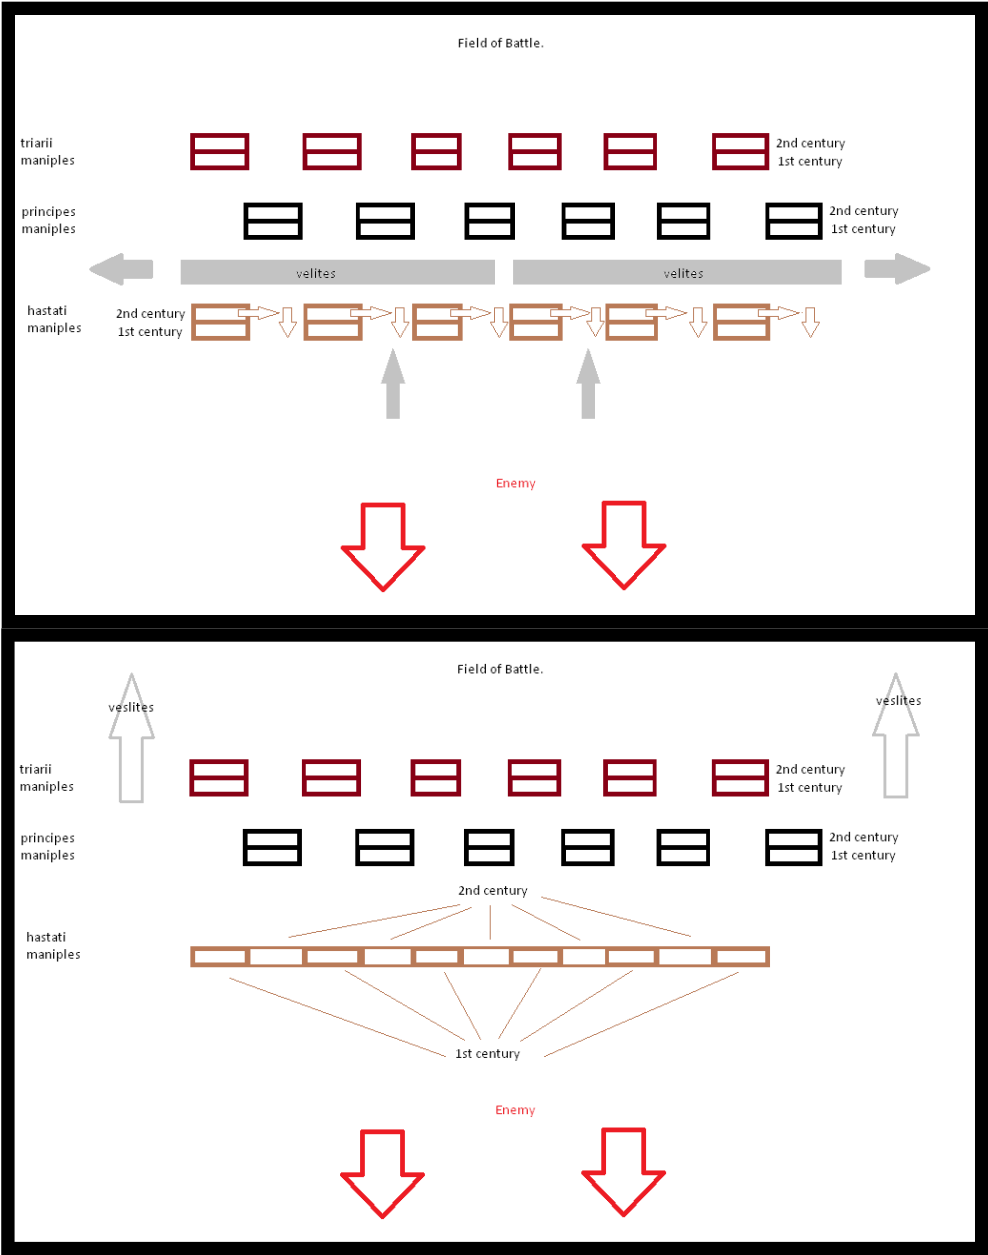 Field of Battle.
triarii
maniples
2nd century
1st century
principes
maniples
2nd century
1st century
velites
velites
hastati
maniples
2nd century
1st century
Enemy
Field of Battle.
veslites
veslites
triarii
maniples
2nd century
1st century
principes
maniples
2nd century
1st century
2nd century
hastati
maniples
1st century
Enemy